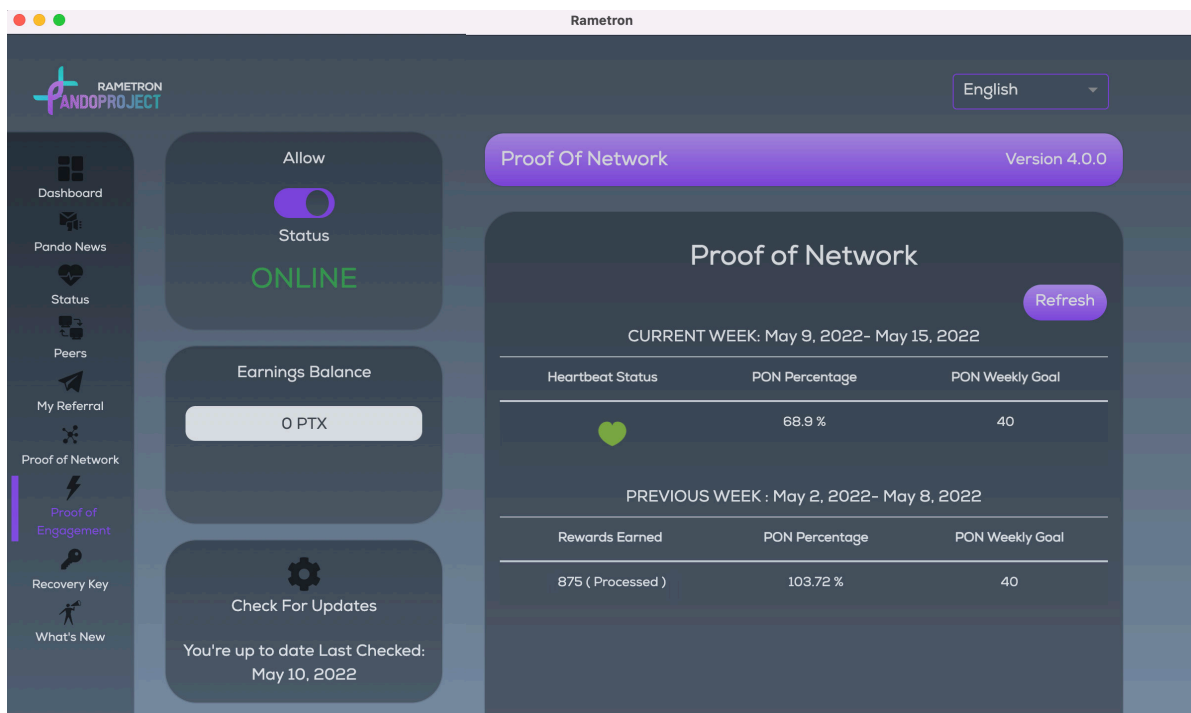 Rametron
RAMETRON
PANDOPROJECT
English
Dashboard
Pando News
Status
Peers
My Referral
Proof of Network
Proof of
Engagement
Recovery Key
What's New
Allow
Status
ONLINE
Earnings Balance
0 PTX
Check For Updates
You're up to date Last Checked:
May 10, 2022
Proof Of Network Version 4.0.0
Proof of Network
Refresh
CURRENT WEEK: May 9, 2022- May 15, 2022
Heartbeat Status PON Percentage PON Weekly Goal
68.9 % 40
PREVIOUS WEEK : May 2, 2022- May 8, 2022
Rewards Earned PON Percentage PON Weekly Goal
875 ( Processed ) 103.72 % 40